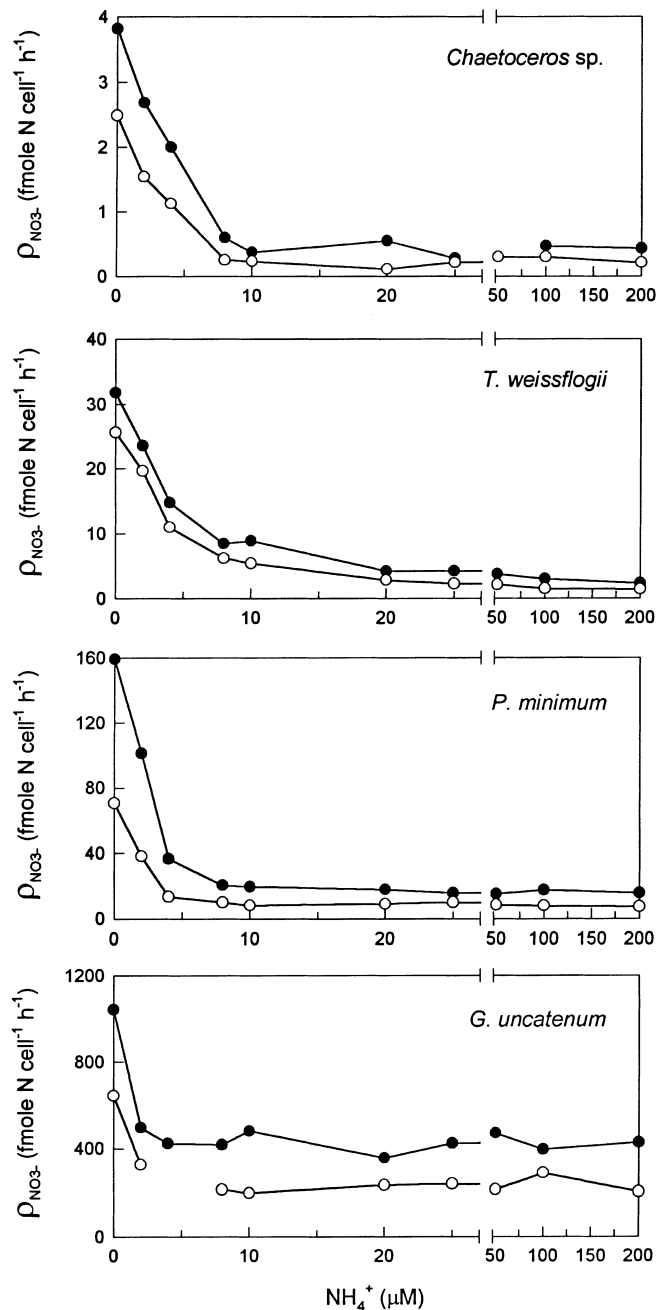 Chaetoceros sp.
ρNO3- (fmole N cell⁻¹ h⁻¹)
4
3
2
1
0
0 10 20 50 100 150 200
T. weissflogii
ρNO3- (fmole N cell⁻¹ h⁻¹)
40
30
20
10
0
0 10 20 50 100 150 200
P. minimum
ρNO3- (fmole N cell⁻¹ h⁻¹)
160
120
80
40
0
0 10 20 50 100 150 200
G. uncatenum
ρNO3- (fmole N cell⁻¹ h⁻¹)
1200
800
400
0
0 10 20 50 100 150 200
NH₄⁺ (μM)